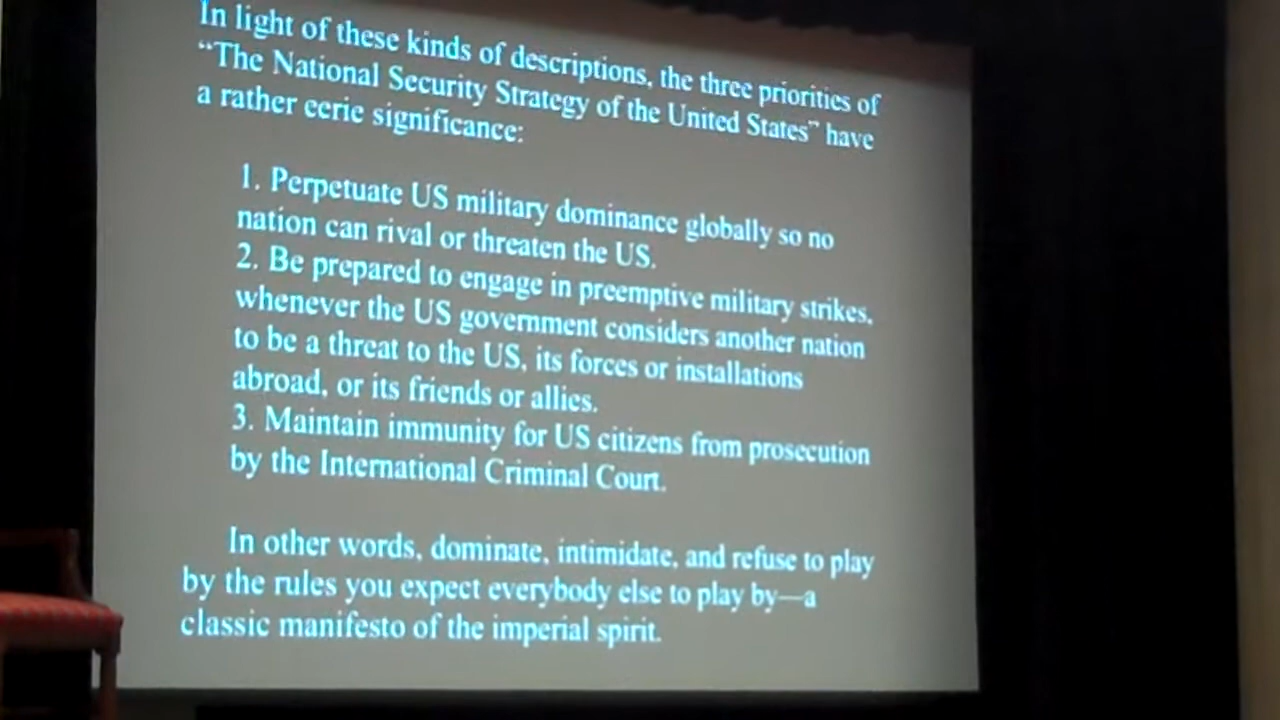 In light of these kinds of descriptions, the three priorities of
“The National Security Strategy of the United States” have
a rather eerie significance:
1. Perpetuate US military dominance globally so no
nation can rival or threaten the US.
2. Be prepared to engage in preemptive military strikes,
whenever the US government considers another nation
to be a threat to the US, its forces or installations
abroad, or its friends or allies.
3. Maintain immunity for US citizens from prosecution
by the International Criminal Court.
In other words, dominate, intimidate, and refuse to play
by the rules you expect everybody else to play by—a
classic manifesto of the imperial spirit.